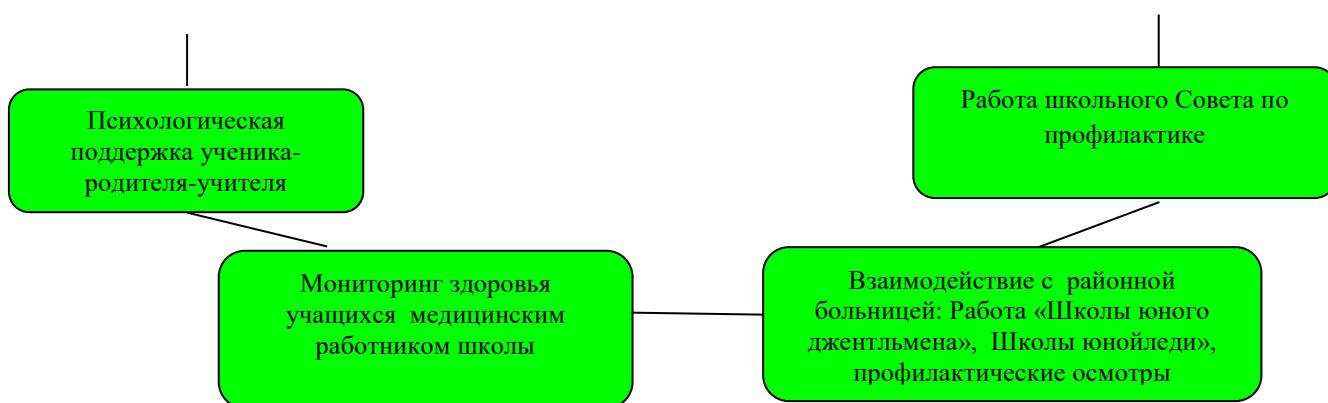 Психологическая
поддержка ученика-
родителя-учителя
Работа школьного Совета по
профилактике
Мониторинг здоровья
учащихся медицинским
работником школы
Взаимодействие с районной
больницей: Работа «Школы юного
джентльмена», Школы юнойледи»,
профилактические осмотры